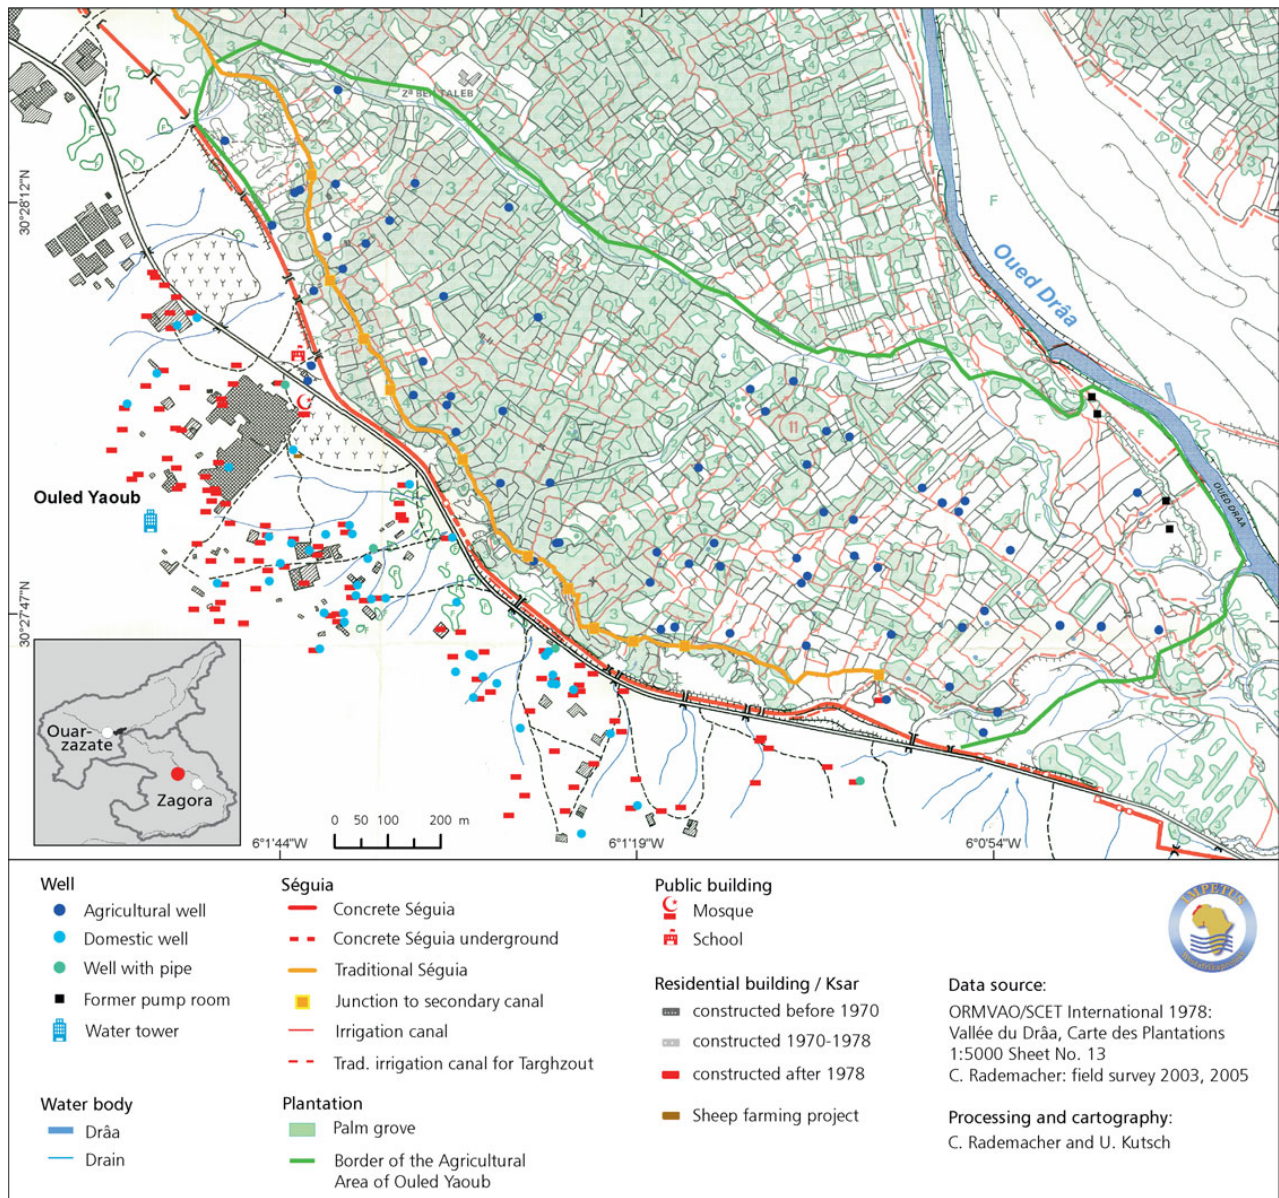 Zᵃ BEN TALEB
30°28'12"N
Oued Drâa
11
Ouled Yaoub
OUED DRÂA
30°27'47"N
Ouar-
zazate
Zagora
0 50 100 200 m
6°1'44"W
6°1'19"W
6°0'54"W
Well
Agricultural well
Domestic well
Well with pipe
Former pump room
Water tower
Water body
Drâa
Drain
Séguia
Concrete Séguia
Concrete Séguia underground
Traditional Séguia
Junction to secondary canal
Irrigation canal
Trad. irrigation canal for Targhzout
Plantation
Palm grove
Border of the Agricultural
Area of Ouled Yaoub
Public building
Mosque
School
Residential building / Ksar
constructed before 1970
constructed 1970-1978
constructed after 1978
Sheep farming project
IMPETUS
Data source:
ORMVAO/SCET International 1978:
Vallée du Drâa, Carte des Plantations
1:5000 Sheet No. 13
C. Rademacher: field survey 2003, 2005
Processing and cartography:
C. Rademacher and U. Kutsch